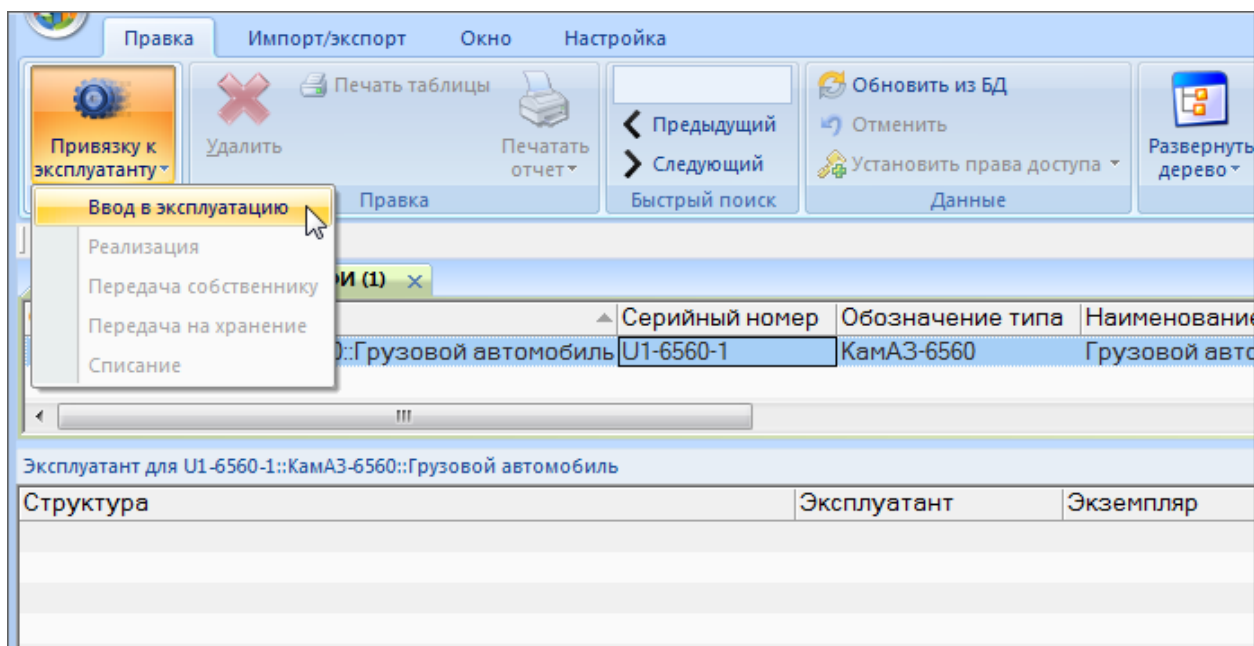 Правка Импорт/экспорт Окно Настройка
Привязку к эксплуатанту
Удалить
Печать таблицы
Печатать отчет
Правка
Предыдущий
Следующий
Быстрый поиск
Обновить из БД
Отменить
Установить права доступа
Данные
Развернуть дерево
Ввод в эксплуатацию
Реализация
Передача собственнику
Передача на хранение
Списание
(1)
Серийный номер Обозначение типа Наименование
::Грузовой автомобиль U1-6560-1 КамАЗ-6560 Грузовой авто
Эксплуатант для U1-6560-1::КамАЗ-6560::Грузовой автомобиль
Структура Эксплуатант Экземпляр